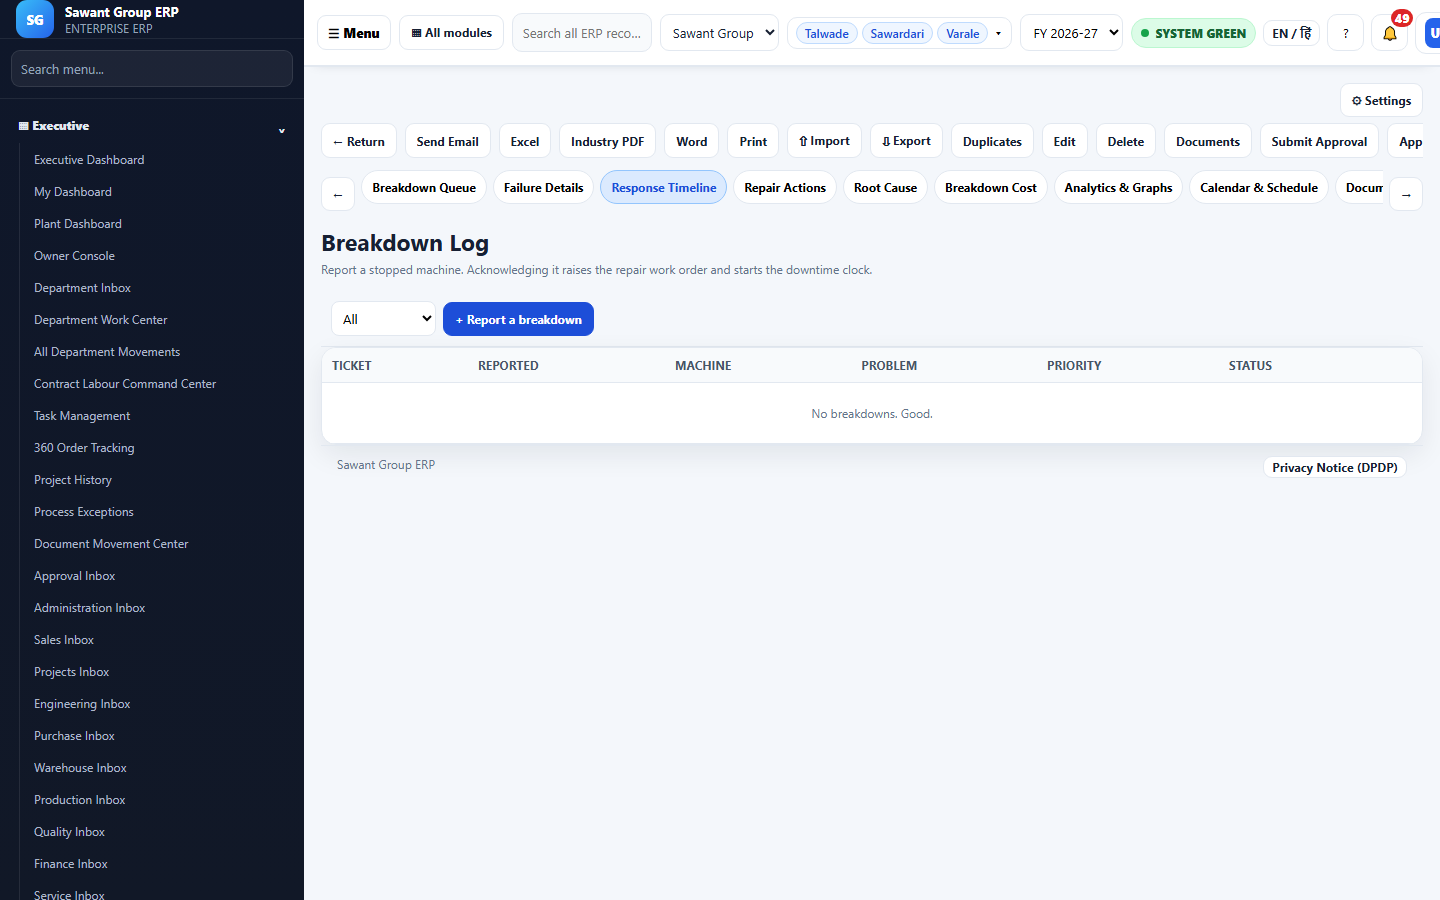 SG
Sawant Group ERP
ENTERPRISE ERP
Search menu...
Executive
Executive Dashboard
My Dashboard
Plant Dashboard
Owner Console
Department Inbox
Department Work Center
All Department Movements
Contract Labour Command Center
Task Management
360 Order Tracking
Project History
Process Exceptions
Document Movement Center
Approval Inbox
Administration Inbox
Sales Inbox
Projects Inbox
Engineering Inbox
Purchase Inbox
Warehouse Inbox
Production Inbox
Quality Inbox
Finance Inbox
Service Inbox
☰ Menu
All modules
Search all ERP reco...
Sawant Group
Talwade Sawardari Varale
FY 2026-27
SYSTEM GREEN
EN / हिं
?
49
U
⚙ Settings
← Return
Send Email
Excel
Industry PDF
Word
Print
⇧ Import
⇩ Export
Duplicates
Edit
Delete
Documents
Submit Approval
App
←
Breakdown Queue
Failure Details
Response Timeline
Repair Actions
Root Cause
Breakdown Cost
Analytics & Graphs
Calendar & Schedule
Docum
→
Breakdown Log
Report a stopped machine. Acknowledging it raises the repair work order and starts the downtime clock.
All
+ Report a breakdown
TICKET REPORTED MACHINE PROBLEM PRIORITY STATUS
No breakdowns. Good.
Sawant Group ERP
Privacy Notice (DPDP)